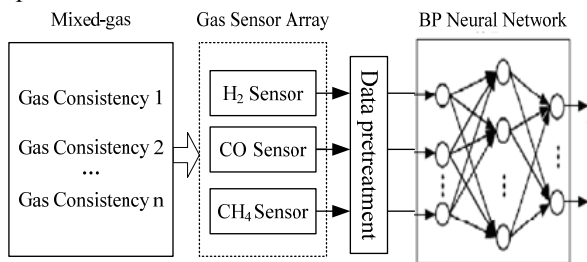 Mixed-gas
Gas Sensor Array
BP Neural Network
Gas Consistency 1
Gas Consistency 2
...
Gas Consistency n
H2 Sensor
CO Sensor
CH4 Sensor
Data pretreatment